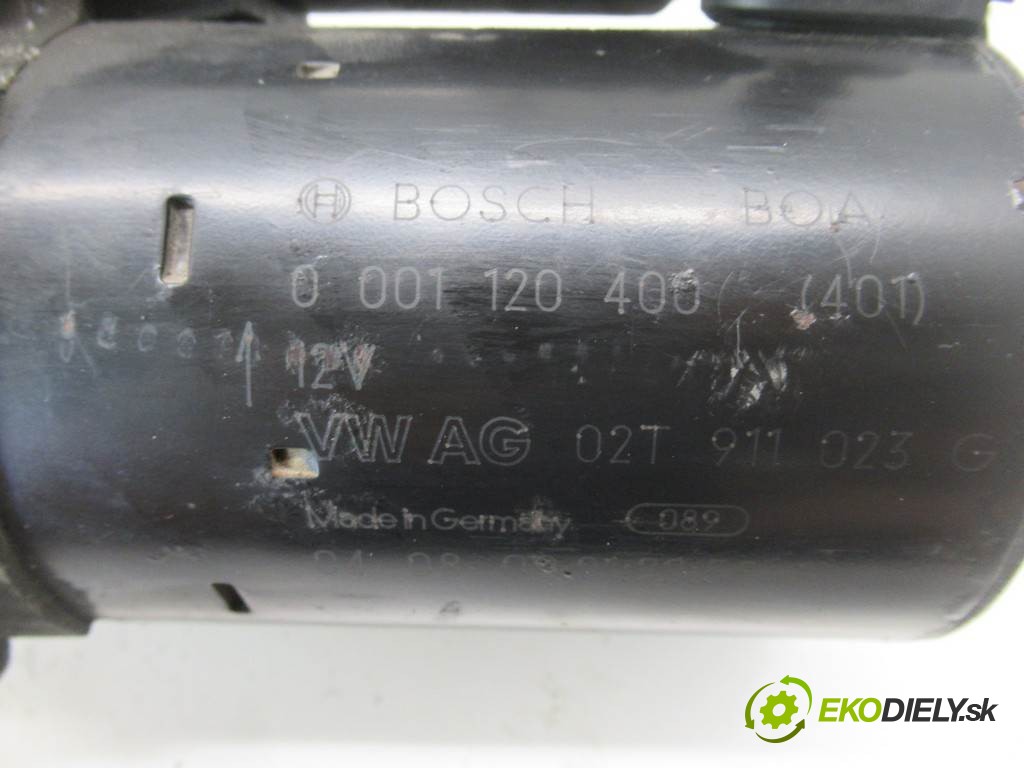 BOSCH BOA
0 001 120 400 (401)
12V
VW AG 02T 911 023 G
Made in Germany 089
EKODIELY.sk